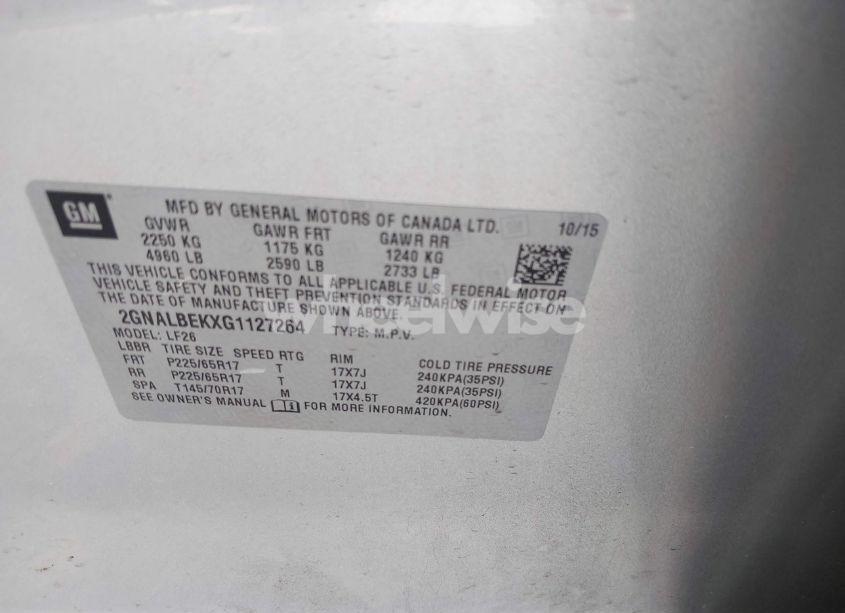 GM
MFD BY GENERAL MOTORS OF CANADA LTD. 10/15
GVWR GAWR FRT GAWR RR
2250 KG 1175 KG 1240 KG
4960 LB 2590 LB 2733 LB
THIS VEHICLE CONFORMS TO ALL APPLICABLE U.S. FEDERAL MOTOR
VEHICLE SAFETY AND THEFT PREVENTION STANDARDS IN EFFECT ON
THE DATE OF MANUFACTURE SHOWN ABOVE.
2GNALBEKXG1127264 TYPE: M.P.V.
wheelwise
MODEL: LF26
LBBR TIRE SIZE SPEED RTG RIM COLD TIRE PRESSURE
FRT P225/65R17 T 17X7J 240KPA(35PSI)
RR P225/65R17 T 17X7J 240KPA(35PSI)
SPA T145/70R17 M 17X4.5T 420KPA(60PSI)
SEE OWNER'S MANUAL FOR MORE INFORMATION.